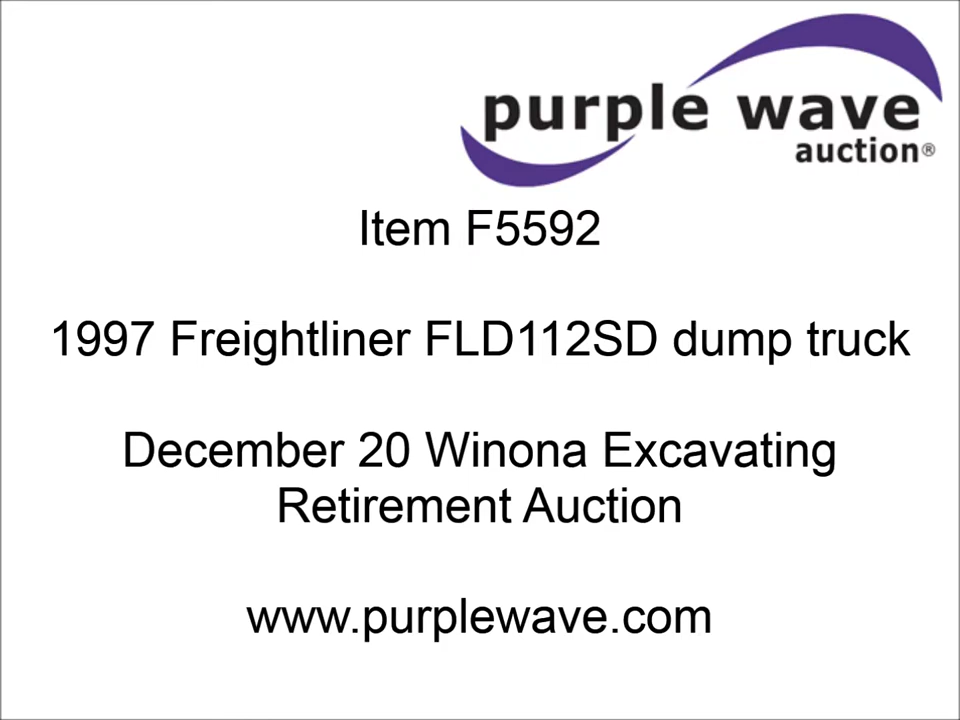 purple wave
auction®
Item F5592
1997 Freightliner FLD112SD dump truck
December 20 Winona Excavating
Retirement Auction
www.purplewave.com